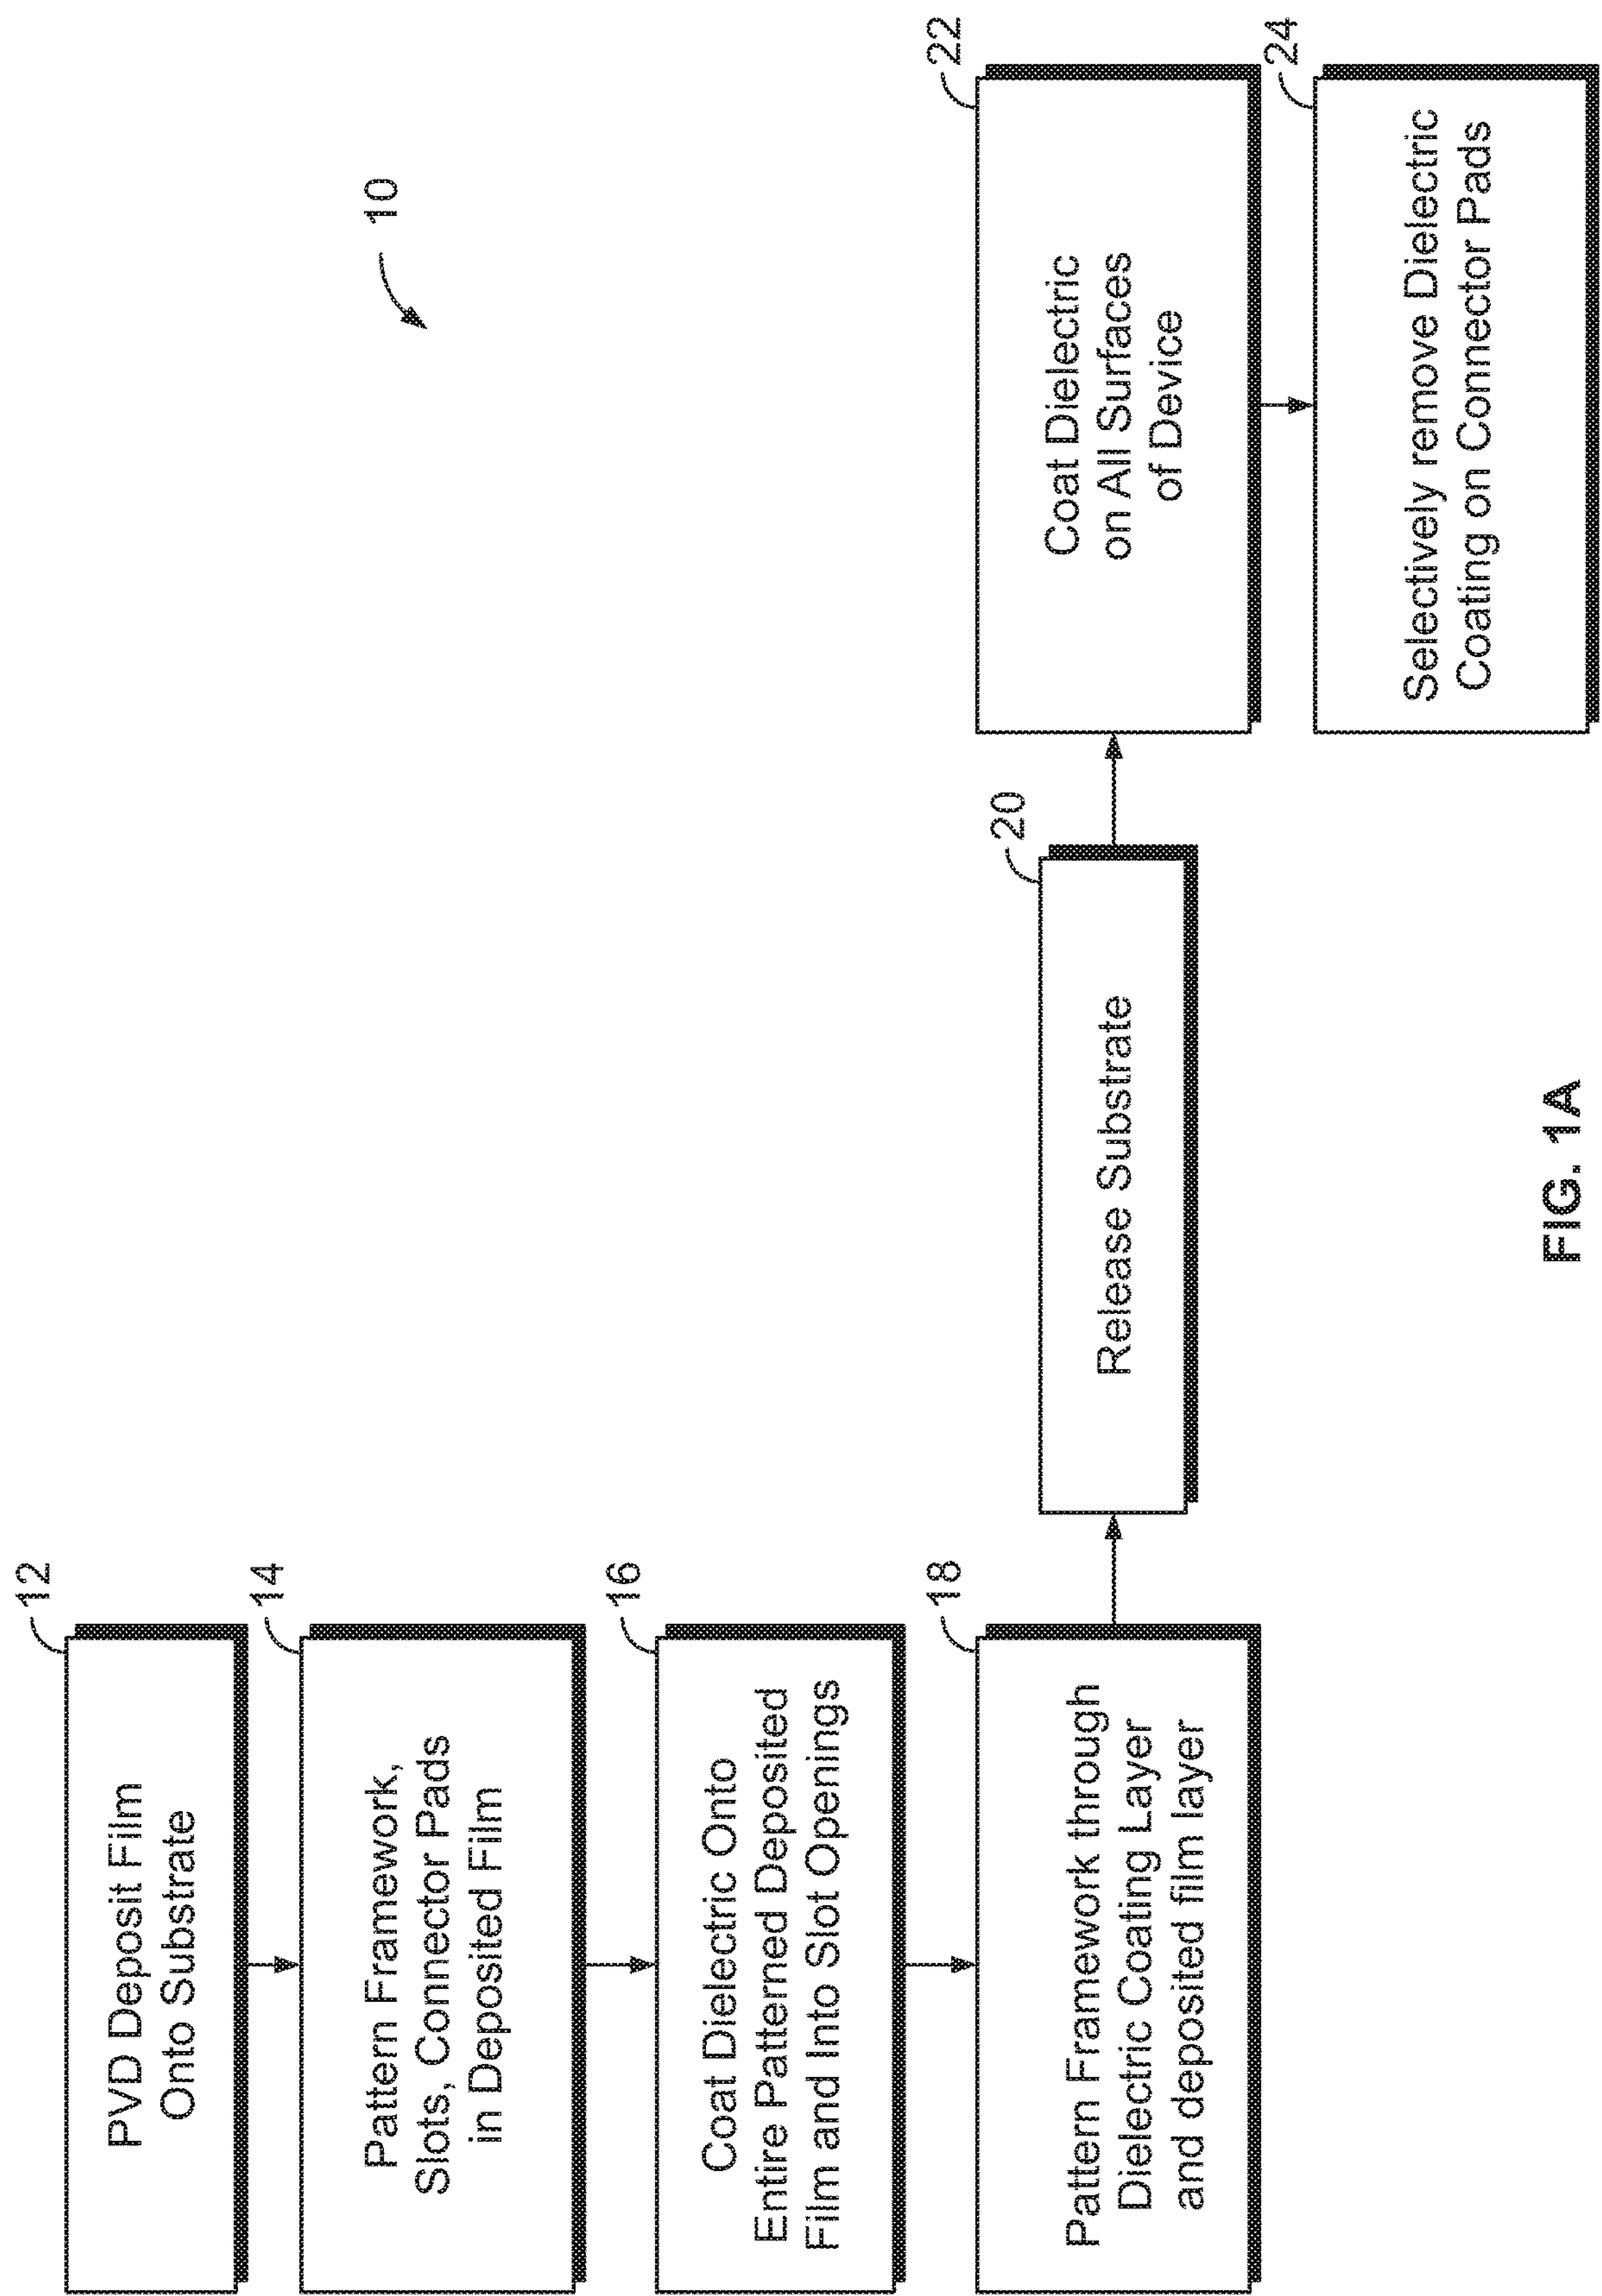 10
12
PVD Deposit Film
Onto Substrate
14
Pattern Framework,
Slots, Connector Pads
in Deposited Film
16
Coat Dielectric Onto
Entire Patterned Deposited
Film and Into Slot Openings
18
Pattern Framework through
Dielectric Coating Layer
and deposited film layer
20
Release Substrate
22
Coat Dielectric
on All Surfaces
of Device
24
Selectively remove Dielectric
Coating on Connector Pads
FIG. 1A